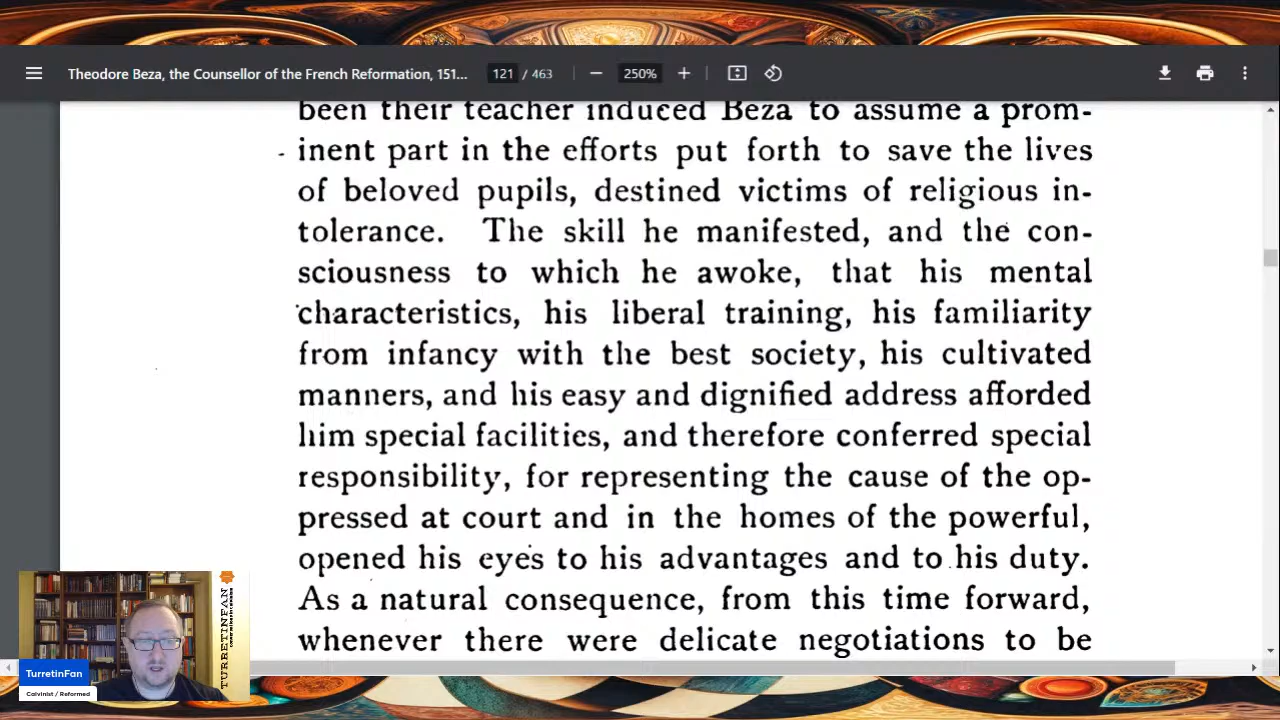 Theodore Beza, the Counsellor of the French Reformation, 151... 121 / 463 250%
been their teacher induced Beza to assume a prom-
inent part in the efforts put forth to save the lives
of beloved pupils, destined victims of religious in-
tolerance. The skill he manifested, and the con-
sciousness to which he awoke, that his mental
characteristics, his liberal training, his familiarity
from infancy with the best society, his cultivated
manners, and his easy and dignified address afforded
him special facilities, and therefore conferred special
responsibility, for representing the cause of the op-
pressed at court and in the homes of the powerful,
opened his eyes to his advantages and to his duty.
As a natural consequence, from this time forward,
whenever there were delicate negotiations to be
TURRETINFAN
TurretinFan
Calvinist / Reformed